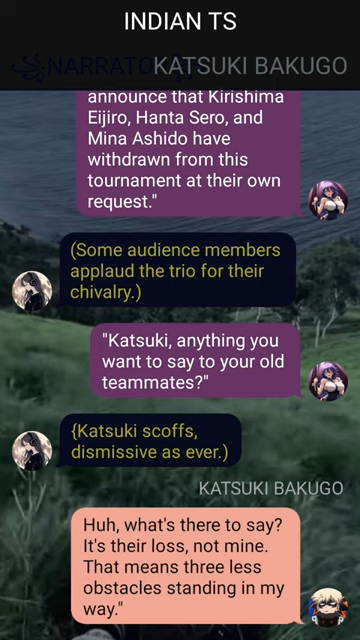 INDIAN TS
NARRATO
KATSUKI BAKUGO
announce that Kirishima
Eijiro, Hanta Sero, and
Mina Ashido have
withdrawn from this
tournament at their own
request."
(Some audience members
applaud the trio for their
chivalry.)
"Katsuki, anything you
want to say to your old
teammates?"
{Katsuki scoffs,
dismissive as ever.)
KATSUKI BAKUGO
Huh, what's there to say?
It's their loss, not mine.
That means three less
obstacles standing in my
way."